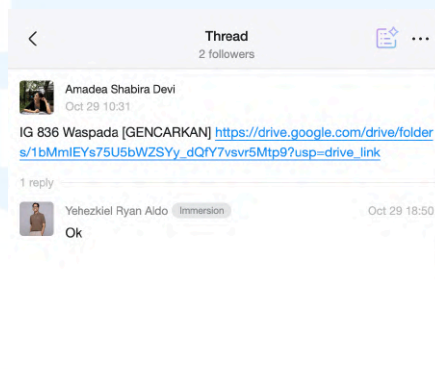 Thread
2 followers
Amadea Shabira Devi
Oct 29 10:31
IG 836 Waspada [GENCARKAN] https://drive.google.com/drive/folder
s/1bMmIEYs75U5bWZSYy_dQfY7vsvr5Mtp9?usp=drive_link
1 reply
Yehezkiel Ryan Aido Immersion Oct 29 18:50
Ok